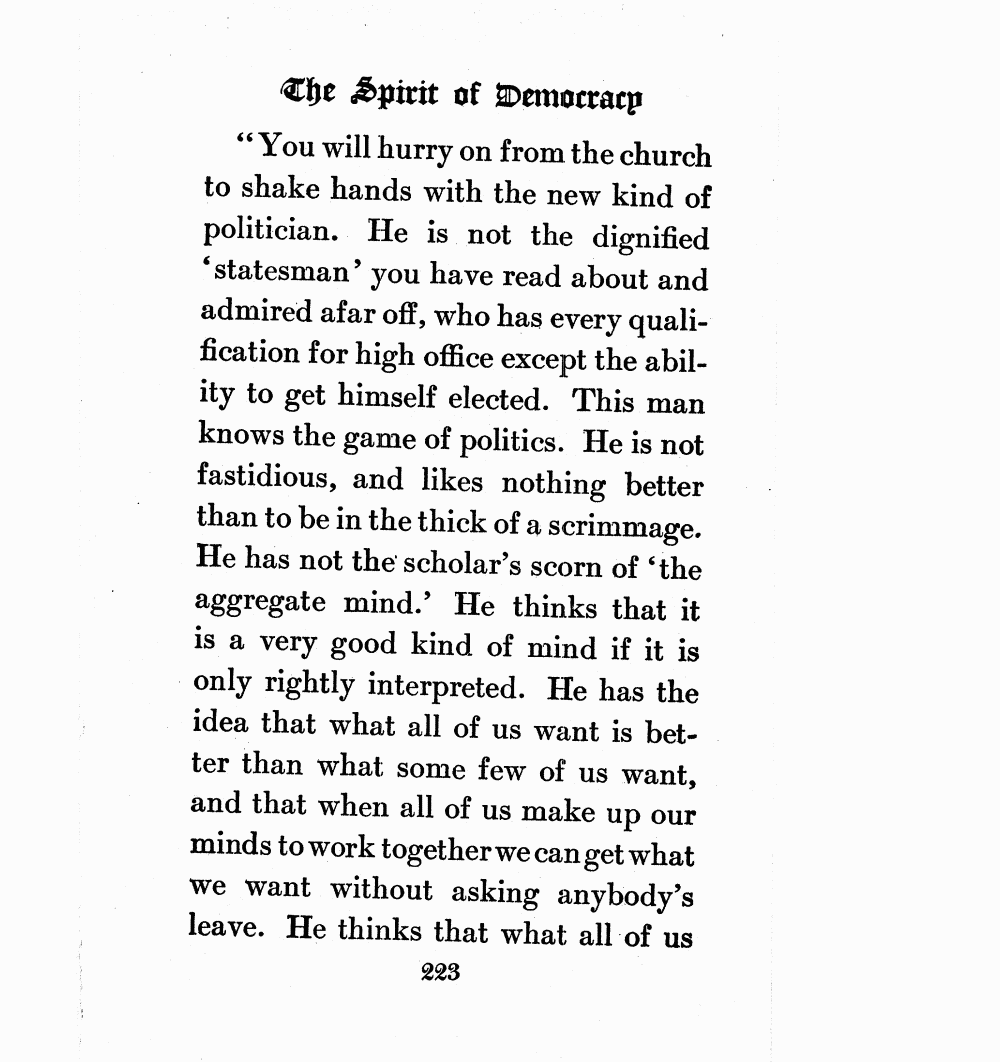 The Spirit of Democracy
“You will hurry on from the church
to shake hands with the new kind of
politician. He is not the dignified
‘statesman’ you have read about and
admired afar off, who has every quali-
fication for high office except the abil-
ity to get himself elected. This man
knows the game of politics. He is not
fastidious, and likes nothing better
than to be in the thick of a scrimmage.
He has not the scholar’s scorn of ‘the
aggregate mind.’ He thinks that it
is a very good kind of mind if it is
only rightly interpreted. He has the
idea that what all of us want is bet-
ter than what some few of us want,
and that when all of us make up our
minds to work together we can get what
we want without asking anybody’s
leave. He thinks that what all of us
223